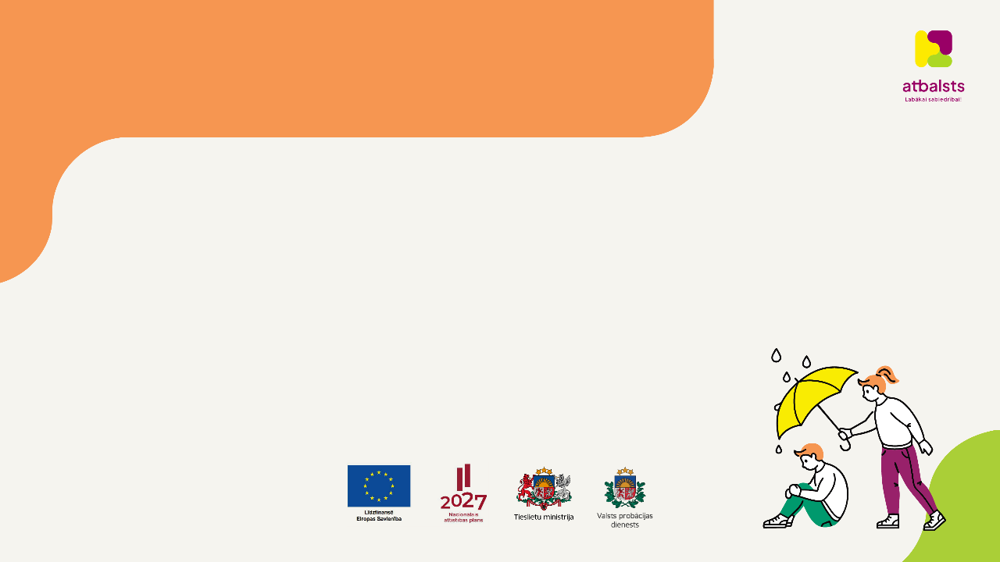 atbalsts
Labākai sabiedrībai!
Līdzfinansē
Eiropas Savienība
2027
Nacionālais
attīstības plāns
Tieslietu ministrija
Valsts probācijas
dienests